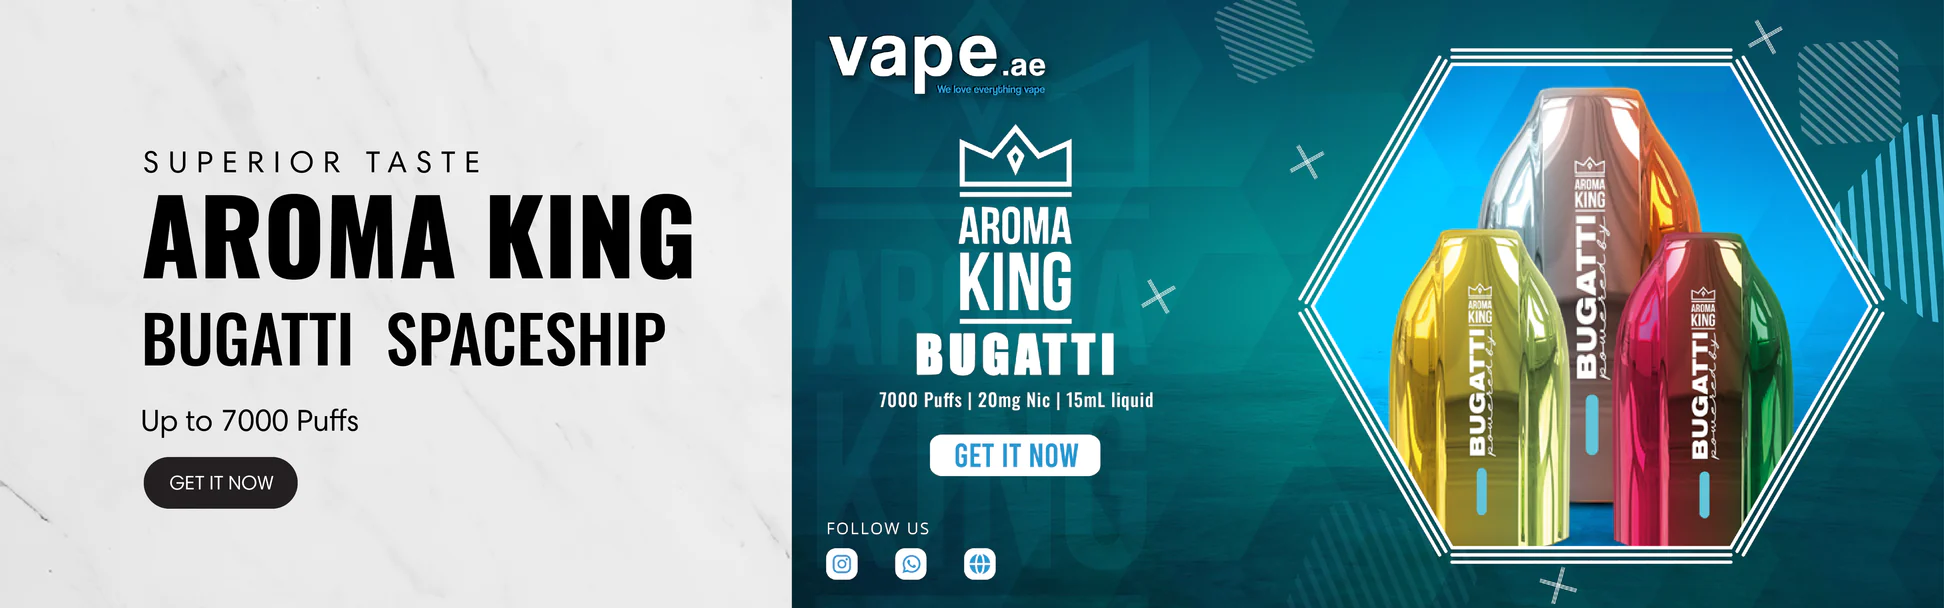 SUPERIOR TASTE
AROMA KING
BUGATTI SPACESHIP
Up to 7000 Puffs
GET IT NOW
vape.ae
We love everything vape
AROMA
KING
BUGATTI
7000 Puffs | 20mg Nic | 15mL liquid
GET IT NOW
FOLLOW US
AROMA
KING
BUGATTI
powered by
AROMA
KING
BUGATTI
powered by
AROMA
KING
BUGATTI
powered by
AROMA
KING